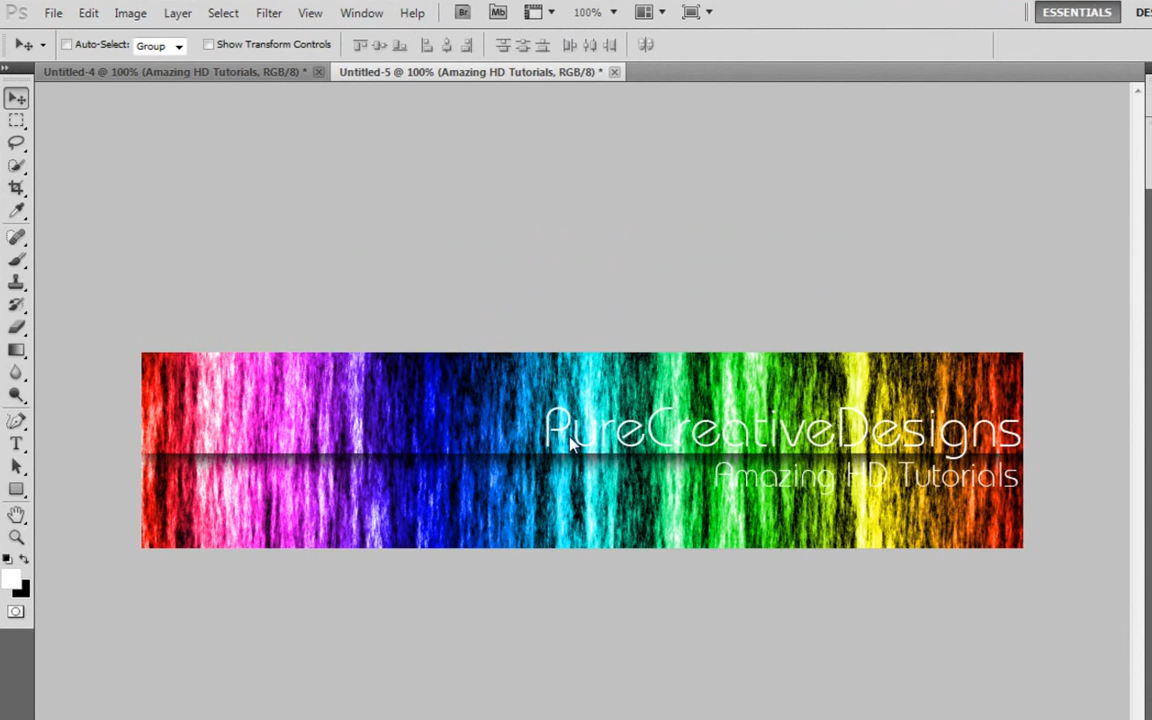 Ps File Edit Image Layer Select Filter View Window Help Br Mb 100% ESSENTIALS
Auto-Select: Group Show Transform Controls
Untitled-4 @ 100% (Amazing HD Tutorials, RGB/8) * Untitled-5 @ 100% (Amazing HD Tutorials, RGB/8) *
PureCreativeDesigns
Amazing HD Tutorials